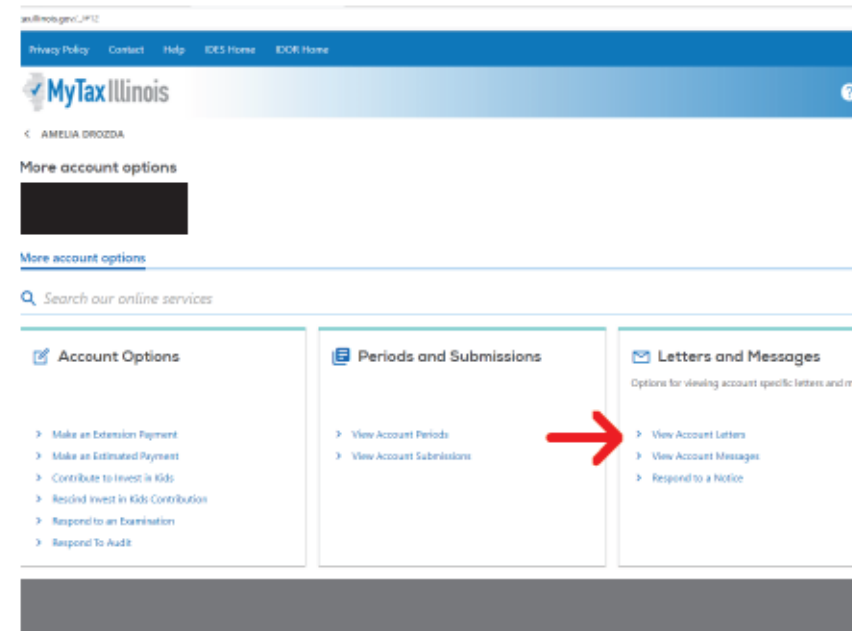 Privacy Policy Contact Help IDES Home IDOR Home
MyTax Illinois
?
< AMELIA DROZDA
More account options
More account options
Search our online services
Account Options
> Make an Extension Payment
> Make an Estimated Payment
> Contribute to Invest in Kids
> Rescind Invest in Kids Contribution
> Respond to an Examination
> Respond To Audit
Periods and Submissions
> View Account Periods
> View Account Submissions
Letters and Messages
Options for viewing account specific letters and m
> View Account Letters
> View Account Messages
> Respond to a Notice